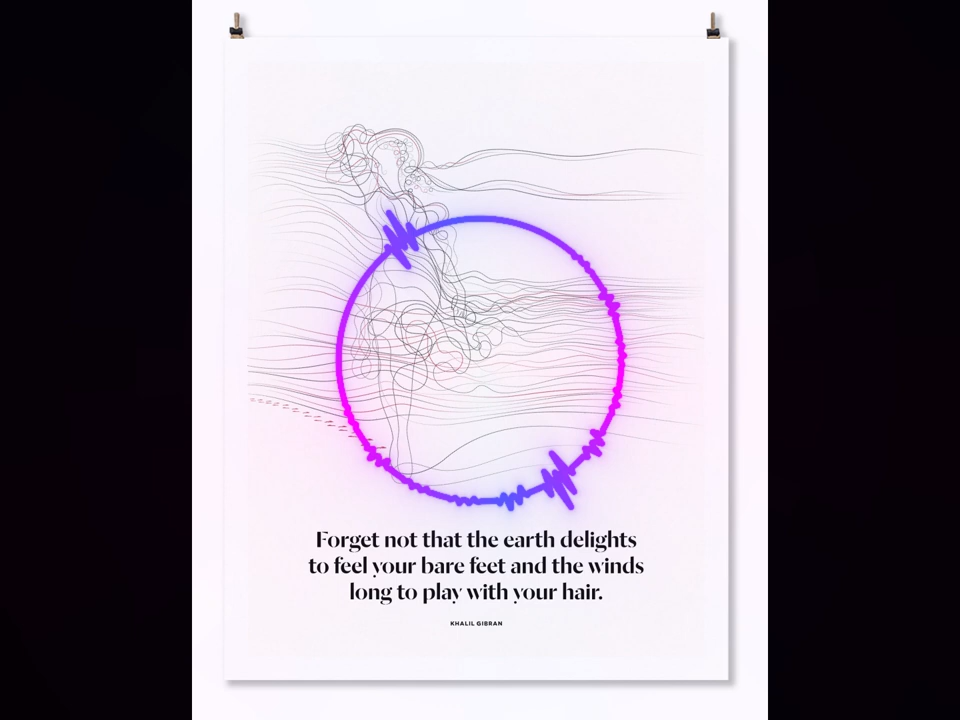 Forget not that the earth delights
to feel your bare feet and the winds
long to play with your hair.
KHALIL GIBRAN